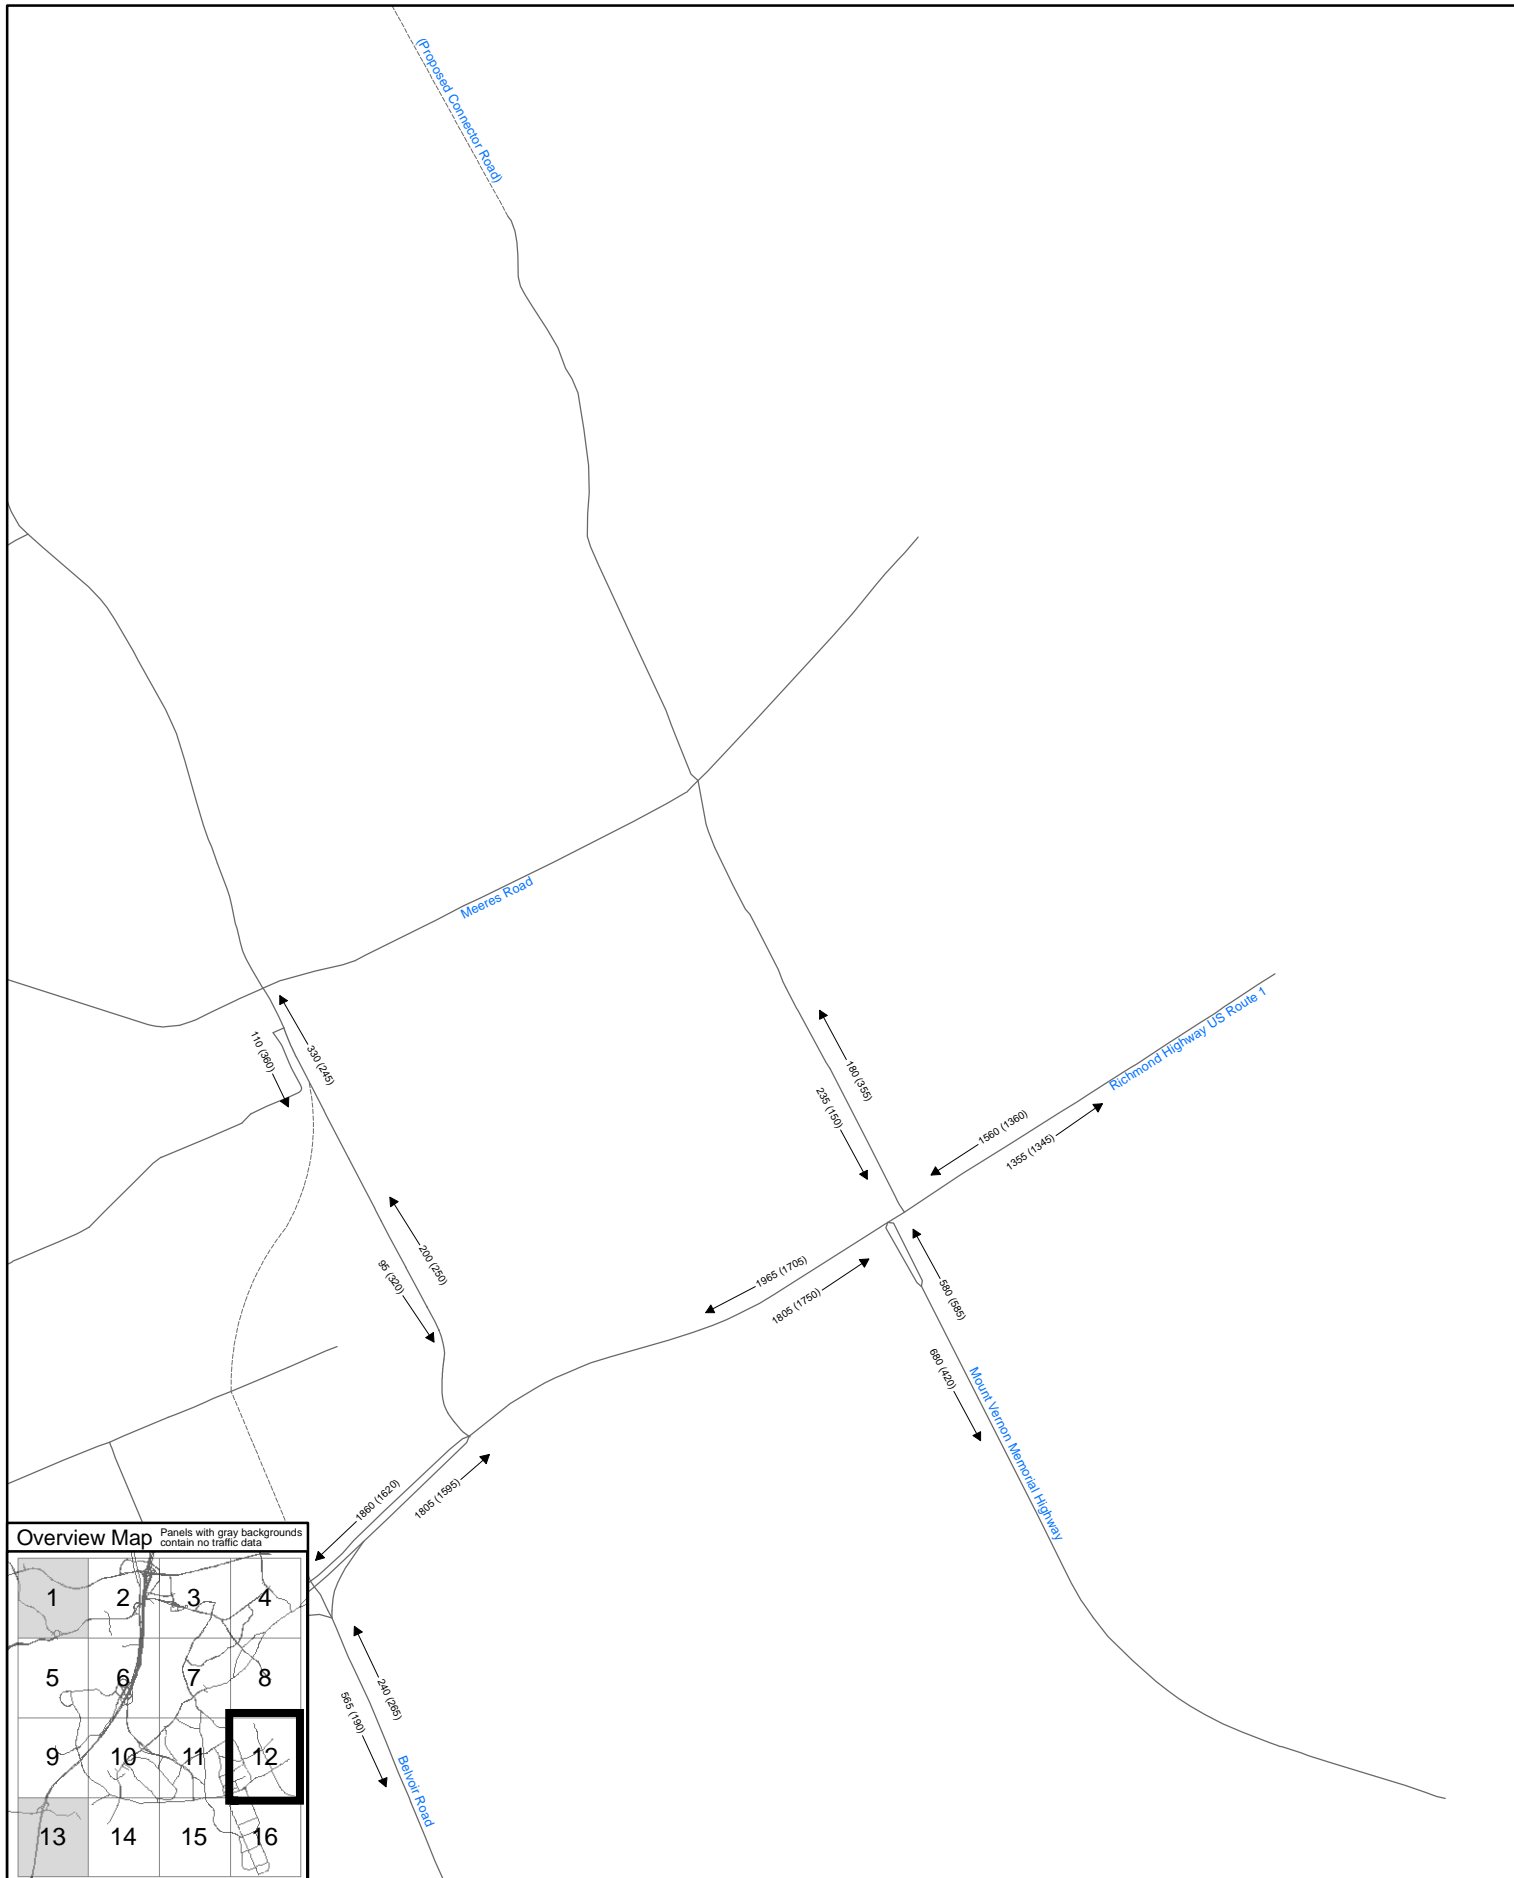 (Proposed Connector Road)
Meeres Road
Richmond Highway US Route 1
110 (360)
330 (245)
180 (355)
235 (150)
1560 (1360)
1355 (1345)
200 (250)
95 (320)
1965 (1705)
1805 (1750)
580 (585)
680 (420)
Mount Vernon Memorial Highway
1860 (1620)
1805 (1595)
240 (265)
565 (190)
Belvoir Road
Overview Map
Panels with gray backgrounds
contain no traffic data
1 2 3 4
5 6 7 8
9 10 11 12
13 14 15 16